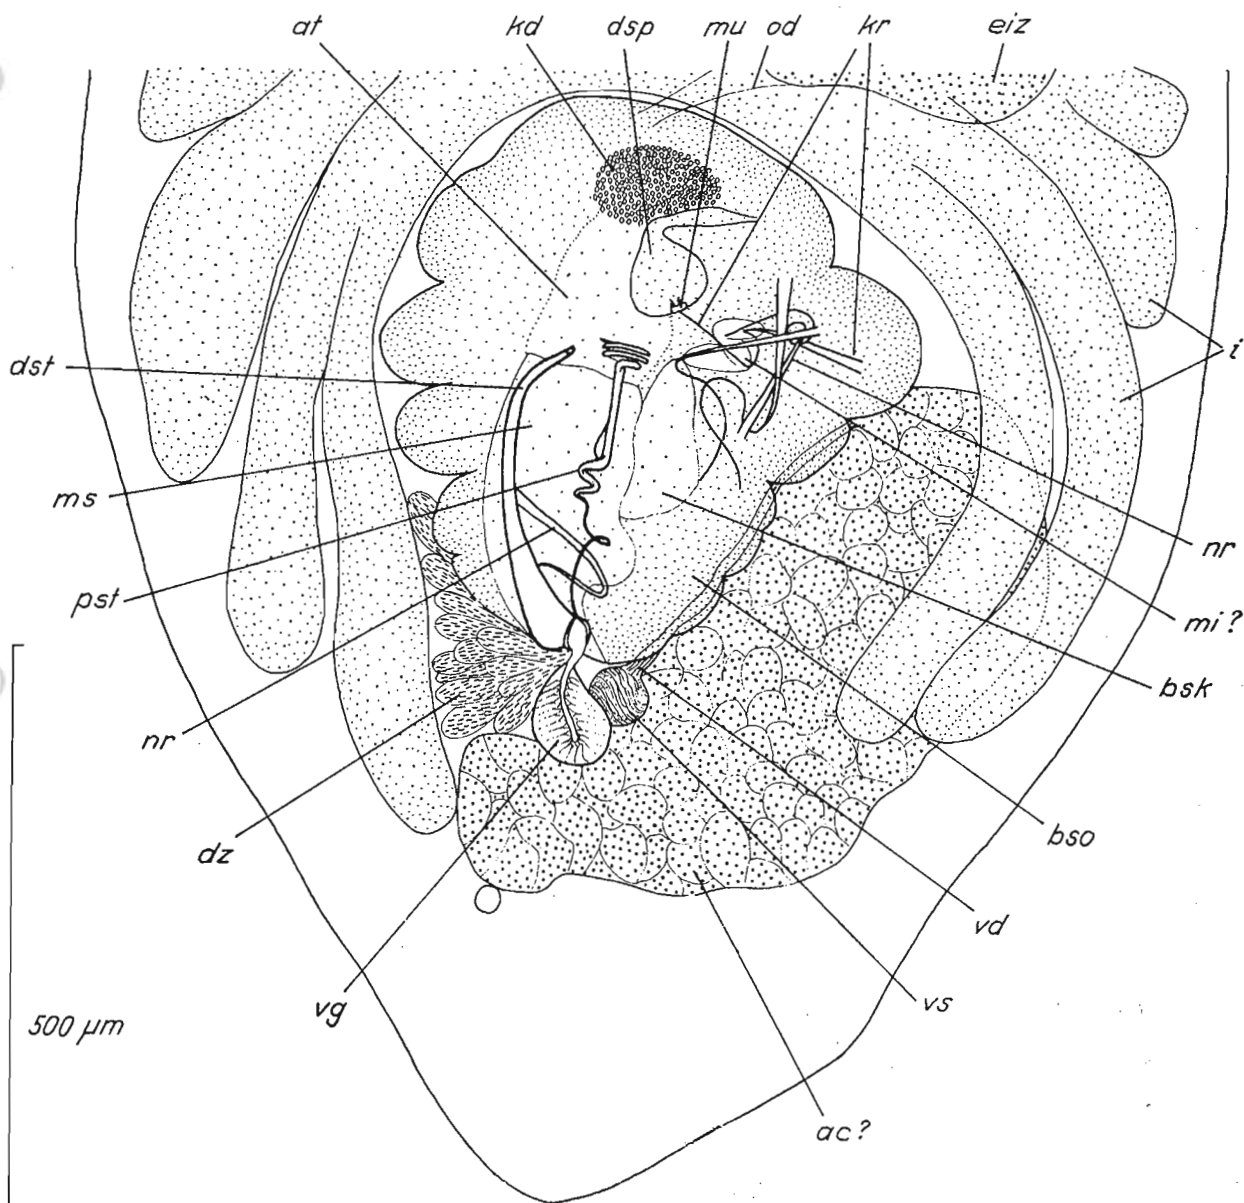 at kd dsp mu od kr eiz
dst
i
ms
nr
pst
mi?
bsk
nr
bso
dz
vd
vg
vs
500 µm
ac?